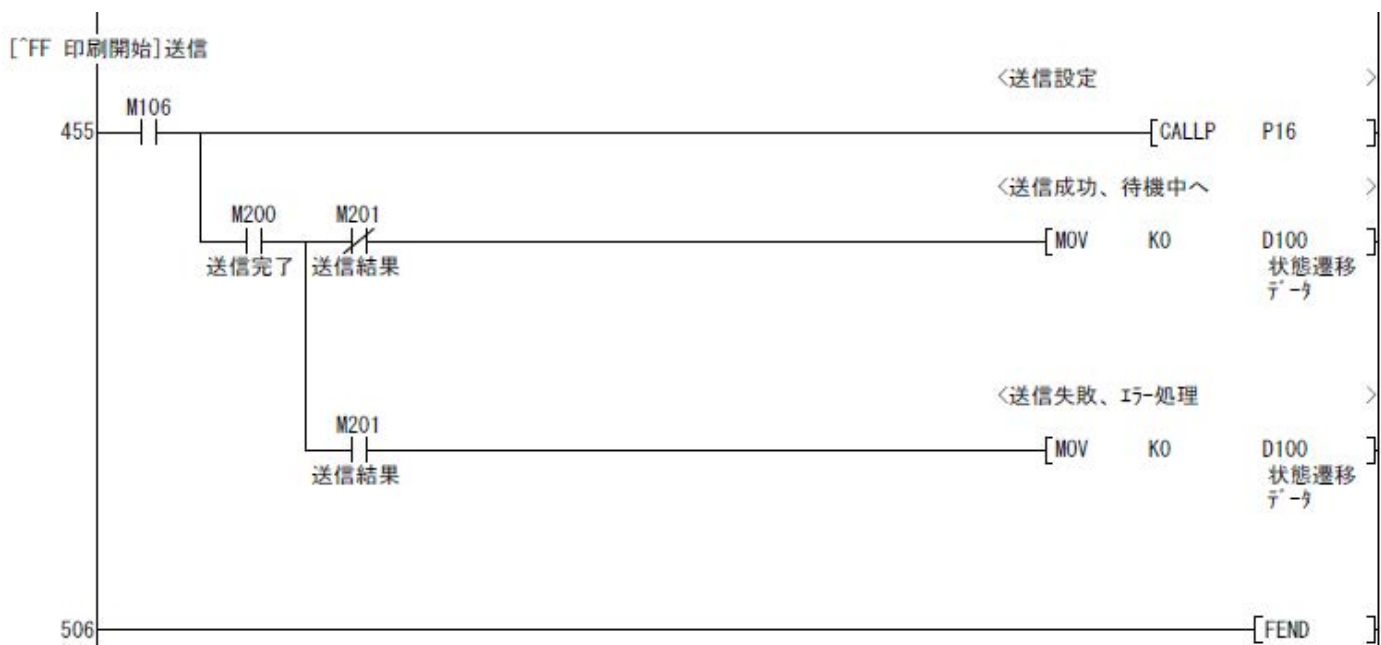 [^FF 印刷開始]送信
<送信設定 >
M106
455 [CALLP P16 ]
<送信成功、待機中へ >
M200 M201
[MOV K0 D100 ]
送信完了 送信結果 状態遷移
ﾃﾞｰﾀ
<送信失敗、ｴﾗｰ処理 >
M201
[MOV K0 D100 ]
送信結果 状態遷移
ﾃﾞｰﾀ
506 [FEND ]